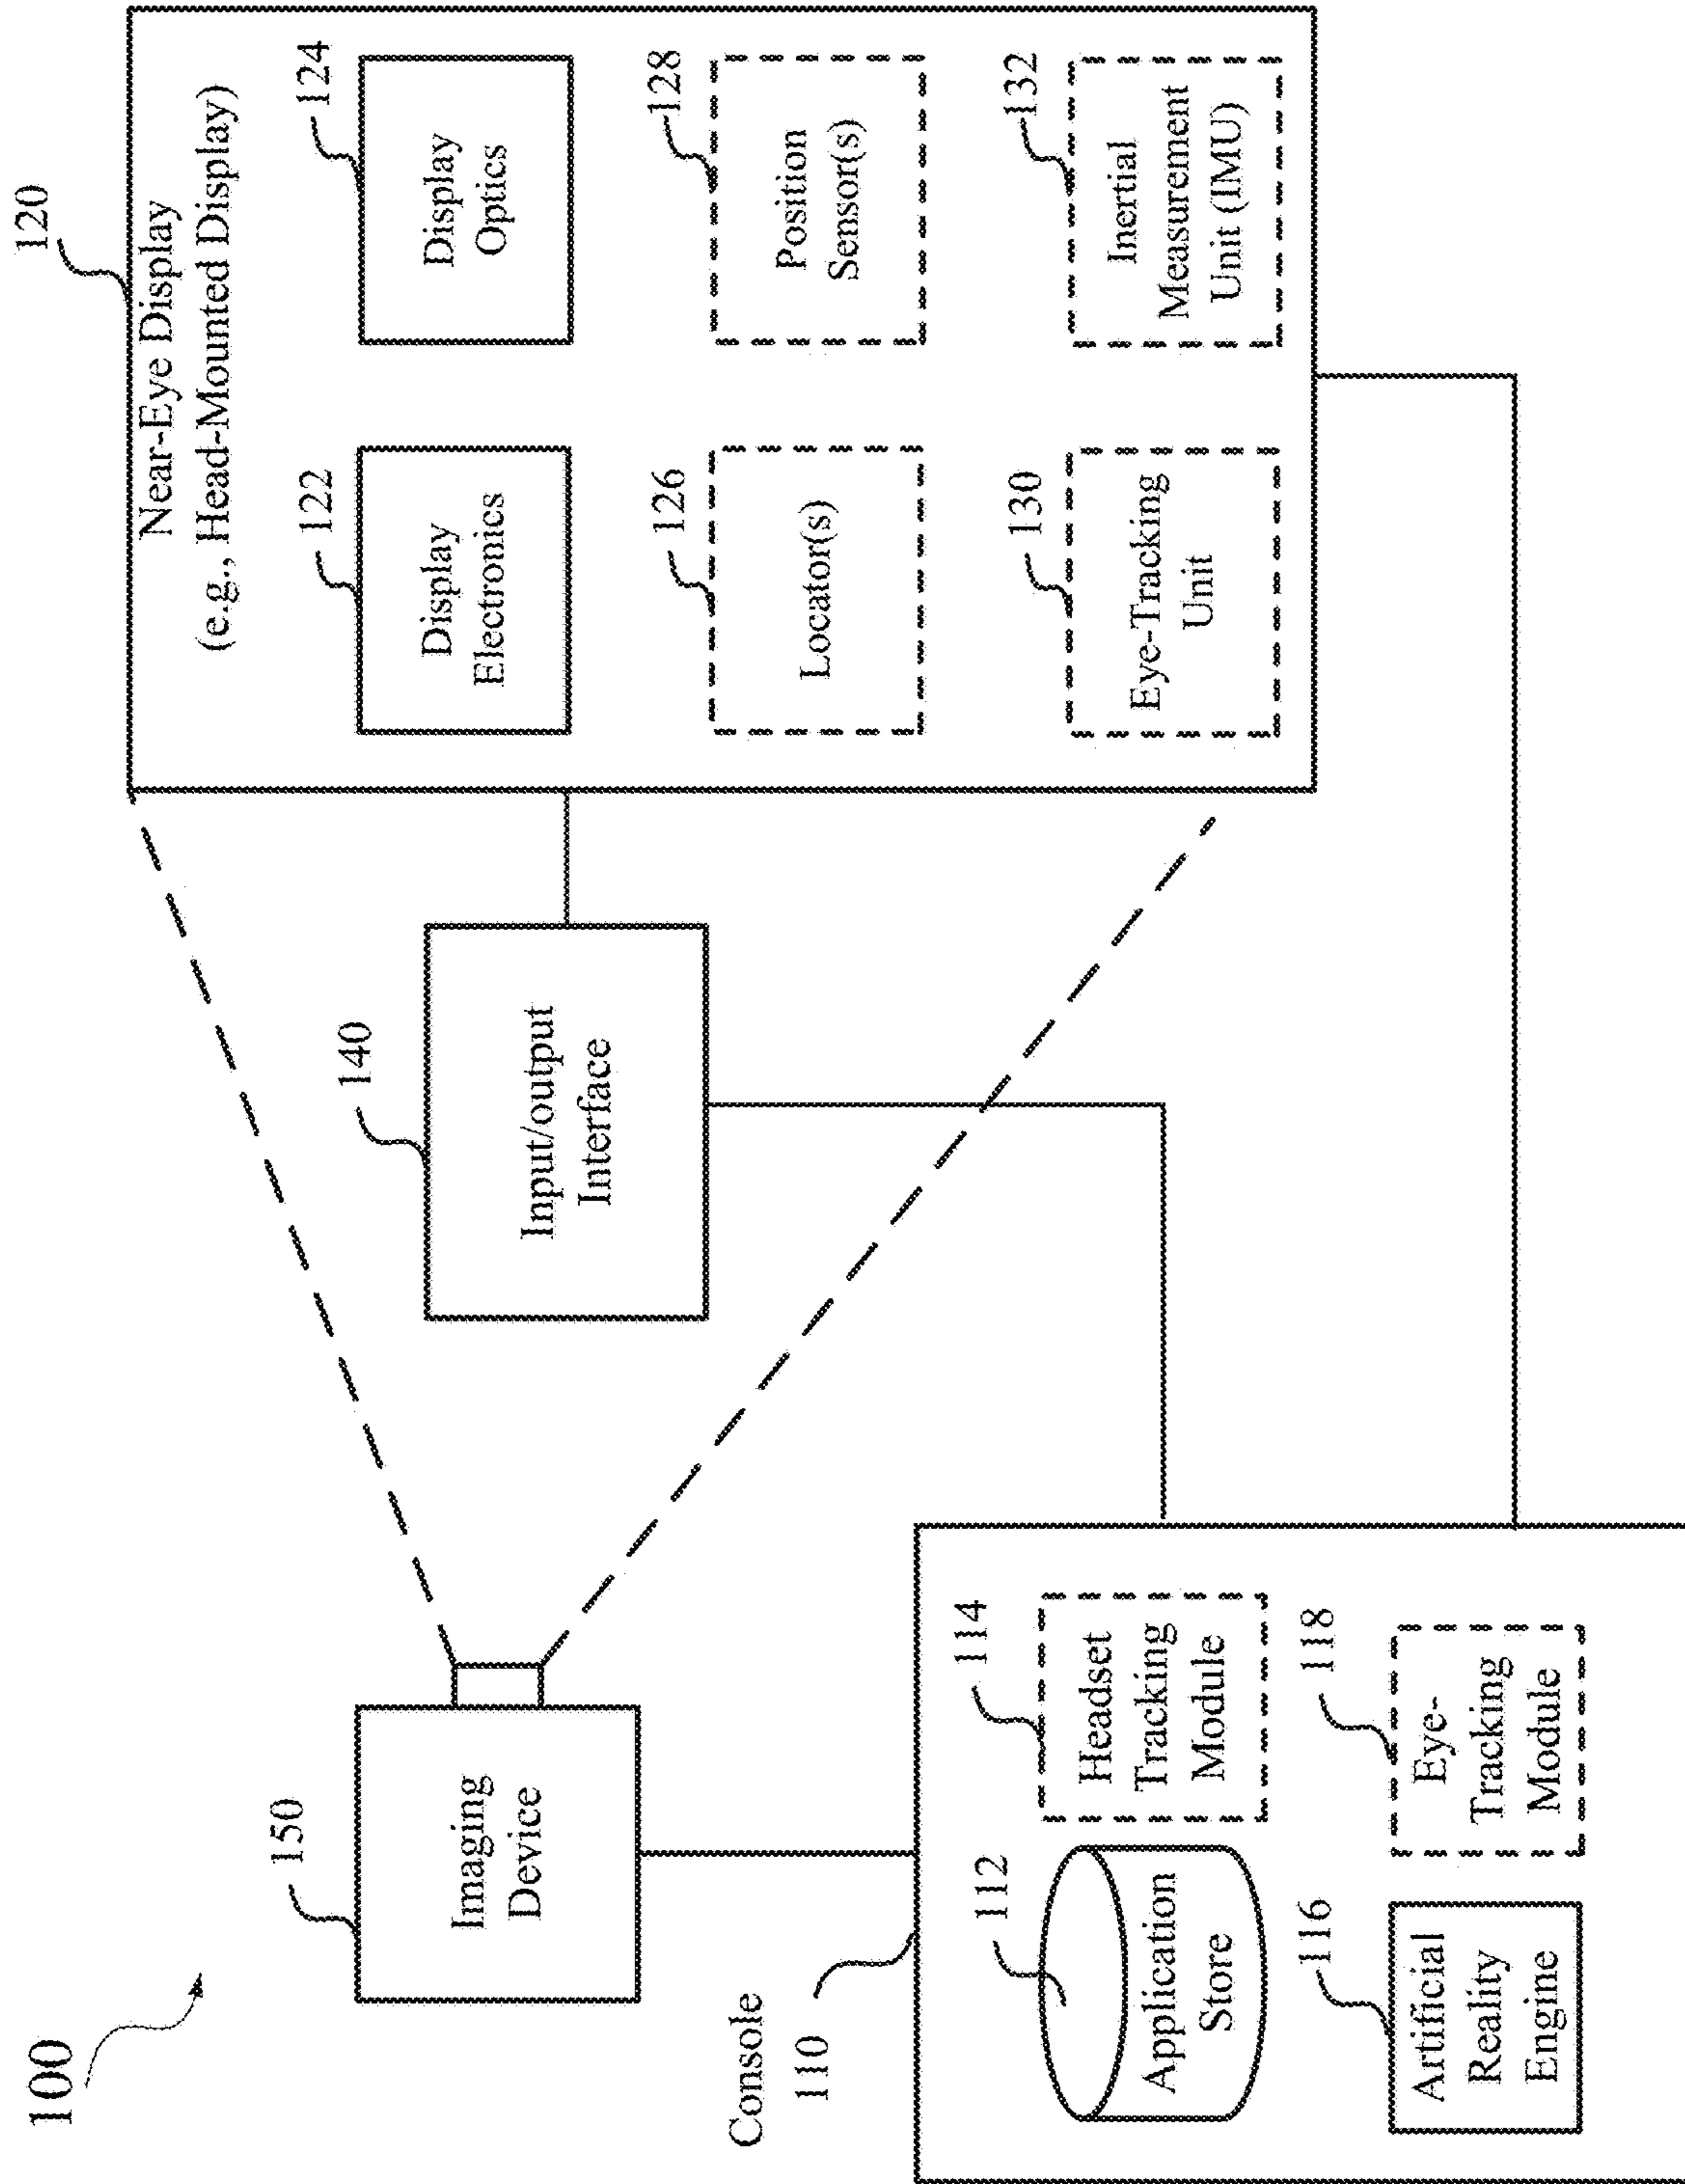 100
150
Imaging
Device
140
Input/output
Interface
120
Near-Eye Display
(e.g., Head-Mounted Display)
122
Display
Electronics
124
Display
Optics
126
Locator(s)
128
Position
Sensor(s)
130
Eye-Tracking
Unit
132
Inertial
Measurement
Unit (IMU)
Console
110
112
Application
Store
114
Headset
Tracking
Module
116
Artificial
Reality
Engine
118
Eye-
Tracking
Module